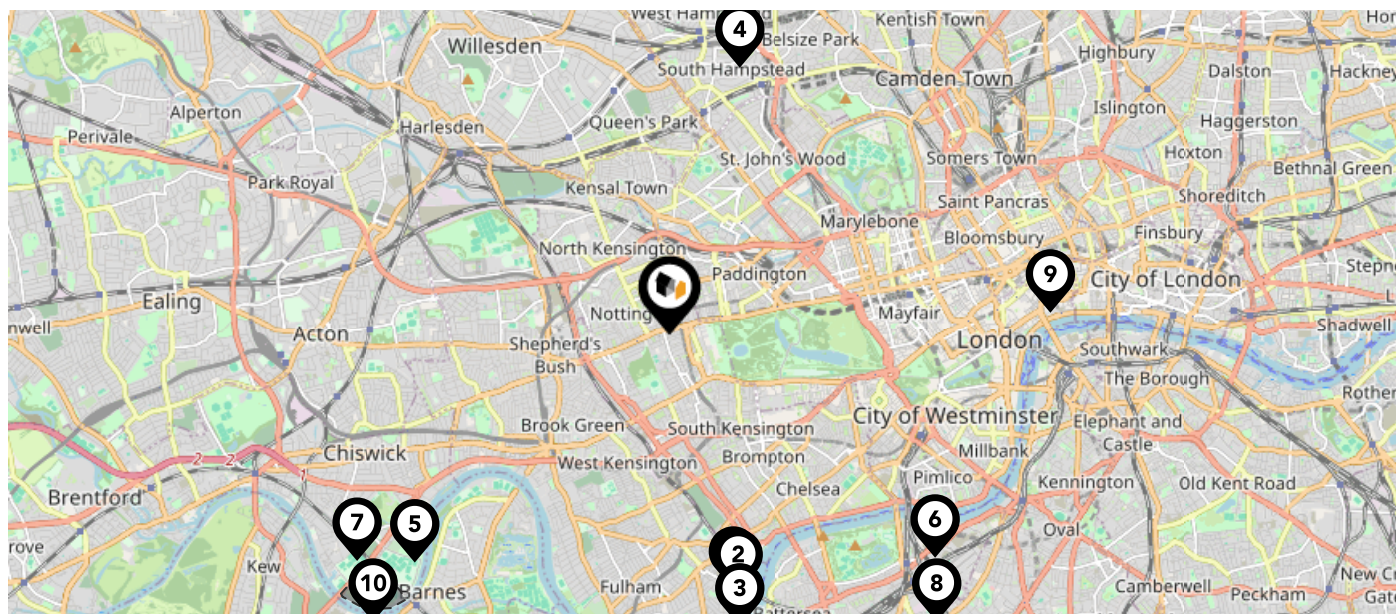 West Hamp
4
Kentish Town
Hor
Willesden
Belsize Park
Highbury
South Hampstead
Camden Town
Dalston
Hackney
Alperton
Islington
Perivale
Harlesden
Queen's Park
Haggerston
St. John's Wood
Somers Town
Hoxton
Bethnal Green
Park Royal
Kensal Town
Saint Pancras
Shoreditch
Marylebone
Bloomsbury
Finsbury
North Kensington
Paddington
9
City of London
Stepn
Ealing
Notting
Mayfair
nwell
Acton
Shepherd's
Bush
London
Southwark
Shadwell
The Borough
Rother
City of Westminster
Brook Green
South Kensington
Elephant and
Castle
Chiswick
2
2
1
West Kensington
Brompton
Millbank
Brentford
Chelsea
Pimlico
Kennington
Old Kent Road
7
5
6
Oval
rove
2
Kew
10
Barnes
Fulham
3
8
Camberwell
Peckham
New C
Gate
Battersea